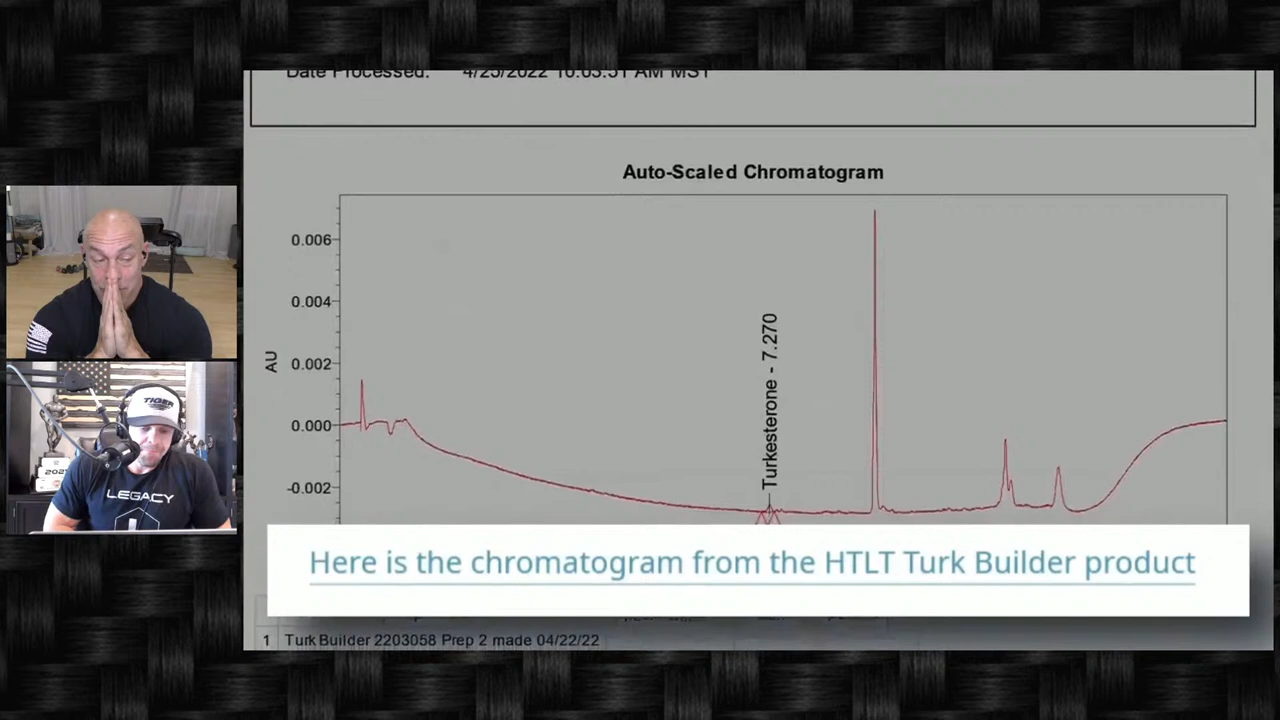 Date Processed: 4/25/2022 10:03:51 AM MST
Auto-Scaled Chromatogram
0.006
0.004
0.002
0.000
-0.002
AU
Turkesterone - 7.270
Here is the chromatogram from the HTLT Turk Builder product
1 Turk Builder 2203058 Prep 2 made 04/22/22
TIGER
LEGACY